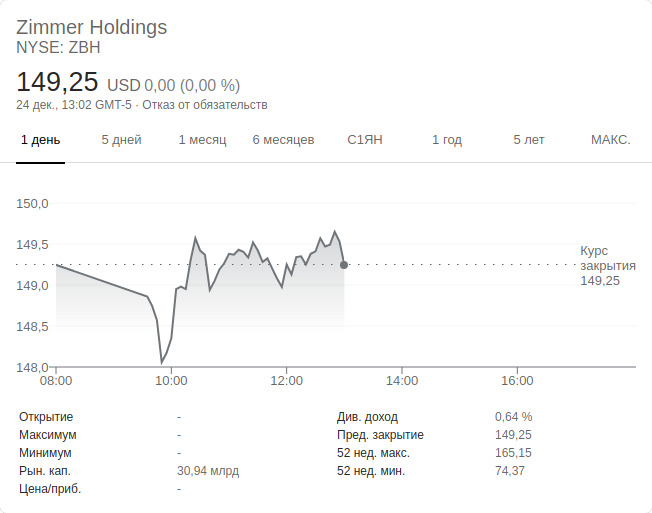 Zimmer Holdings
NYSE: ZBH
149,25 USD 0,00 (0,00 %)
24 дек., 13:02 GMT-5 · Отказ от обязательств
1 день 5 дней 1 месяц 6 месяцев С1ЯН 1 год 5 лет МАКС.
150,0
149,5
149,0
148,5
148,0
Курс
закрытия
149,25
08:00 10:00 12:00 14:00 16:00
Открытие - Див. доход 0,64 %
Максимум - Пред. закрытие 149,25
Минимум - 52 нед. макс. 165,15
Рын. кап. 30,94 млрд 52 нед. мин. 74,37
Цена/приб. -